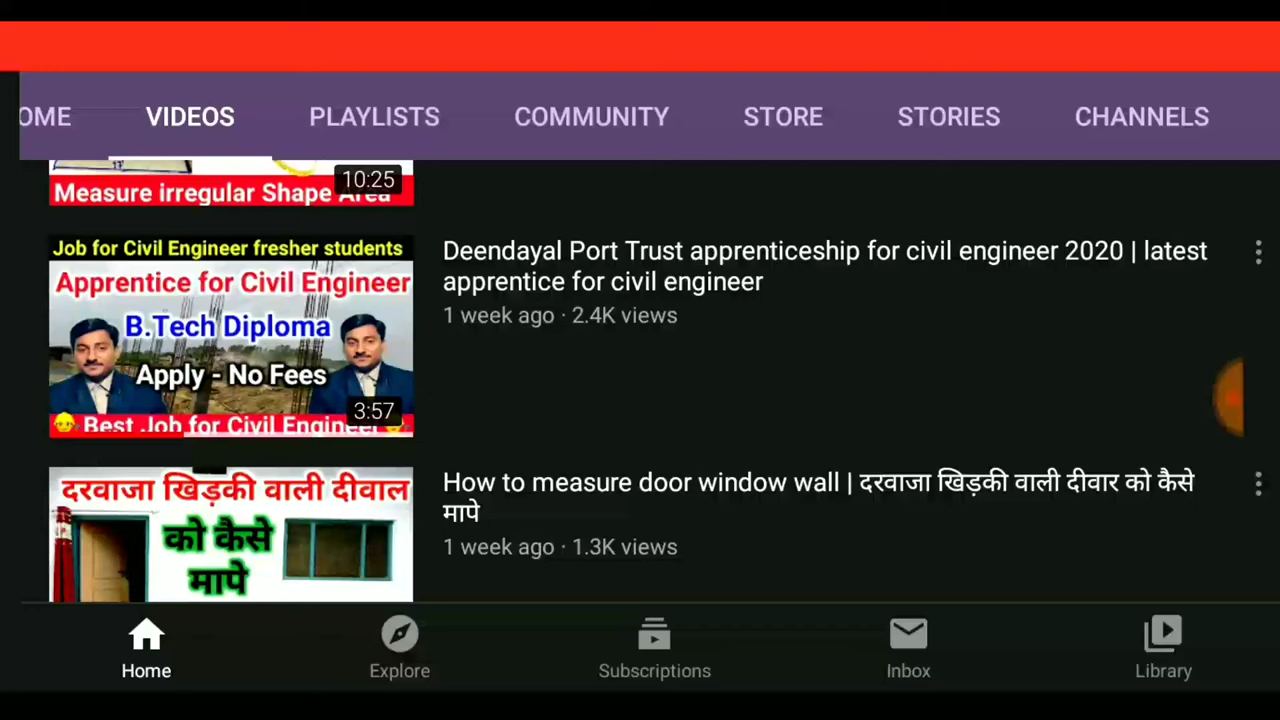 OME VIDEOS PLAYLISTS COMMUNITY STORE STORIES CHANNELS
10:25
Measure irregular Shape Area
Job for Civil Engineer fresher students
Apprentice for Civil Engineer
B.Tech Diploma
Apply - No Fees
3:57
Best Job for Civil Engineer
Deendayal Port Trust apprenticeship for civil engineer 2020 | latest
apprentice for civil engineer
1 week ago · 2.4K views
दरवाजा खिड़की वाली दीवाल
को कैसे
मापे
How to measure door window wall | दरवाजा खिड़की वाली दीवार को कैसे
मापे
1 week ago · 1.3K views
Home Explore Subscriptions Inbox Library